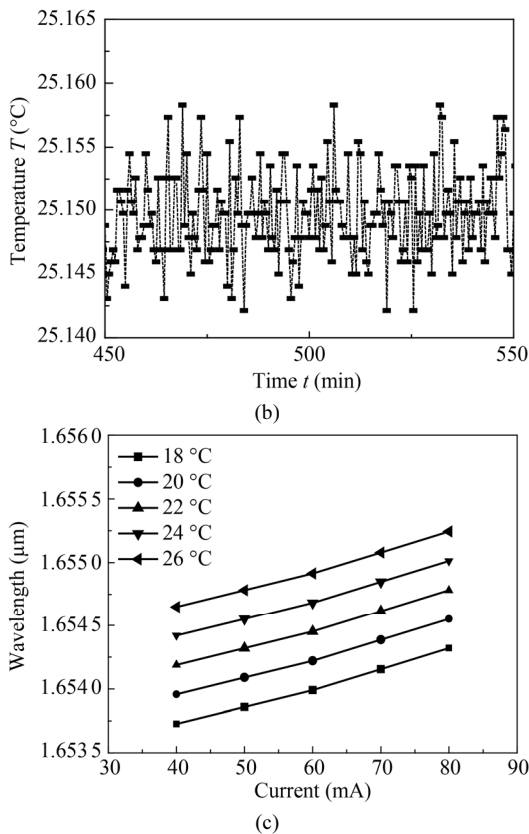 25.165
25.160
25.155
25.150
25.145
25.140
Temperature T (°C)
450
500
550
Time t (min)
(b)
1.656 0
1.655 5
1.655 0
1.654 5
1.654 0
1.653 5
Wavelength (μm)
18 °C
20 °C
22 °C
24 °C
26 °C
30 40 50 60 70 80 90
Current (mA)
(c)